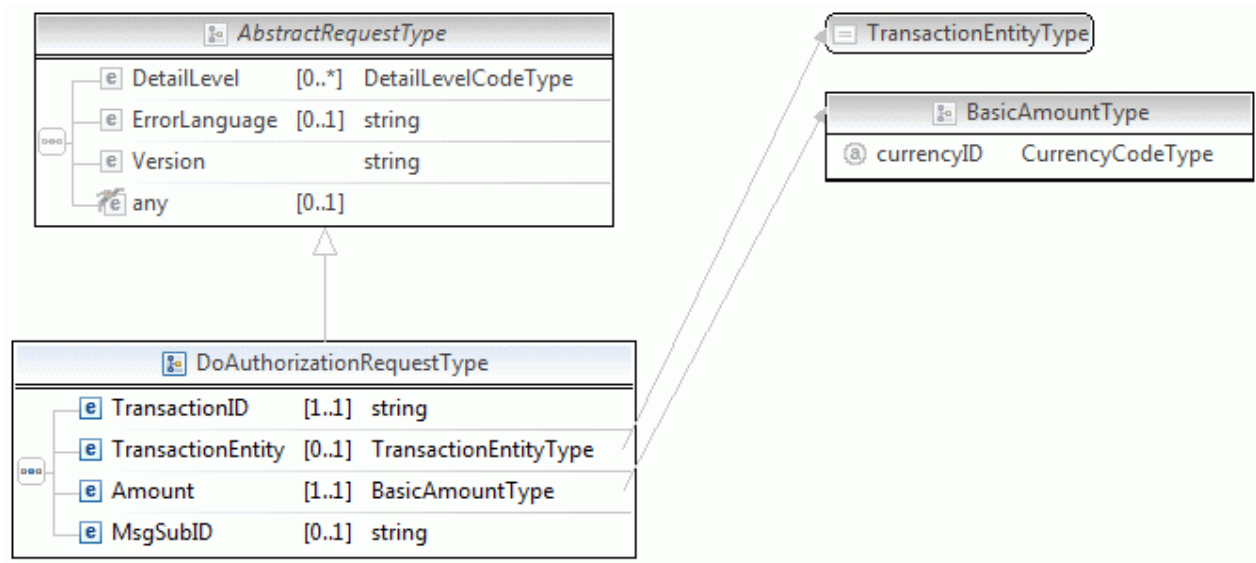 AbstractRequestType
e DetailLevel [0..*] DetailLevelCodeType
e ErrorLanguage [0..1] string
e Version string
e any [0..1]
TransactionEntityType
BasicAmountType
a currencyID CurrencyCodeType
DoAuthorizationRequestType
e TransactionID [1..1] string
e TransactionEntity [0..1] TransactionEntityType
e Amount [1..1] BasicAmountType
e MsgSubID [0..1] string